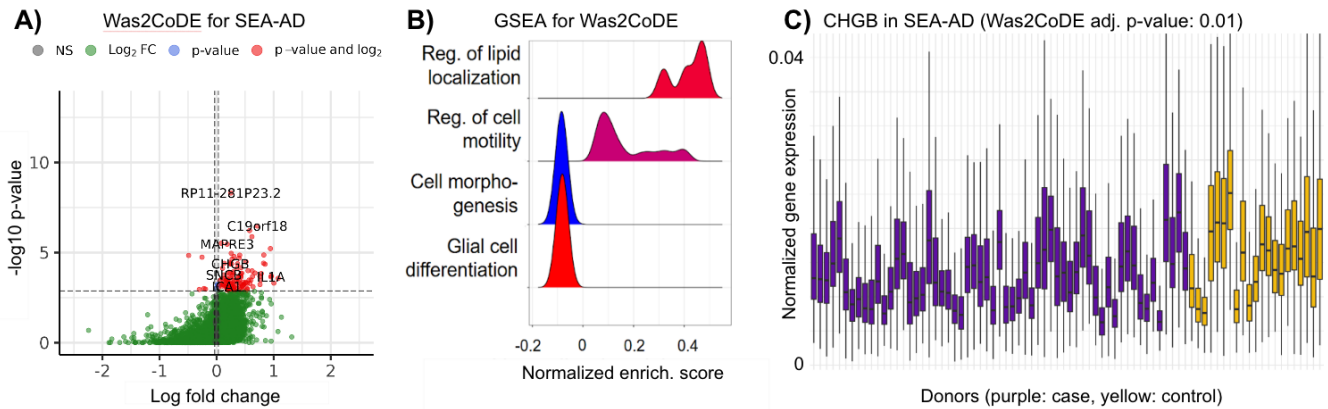 A) Was2CoDE for SEA-AD
NS Log2 FC p-value p-value and log2
-log10 p-value
10
5
0
RP11-281P23.2
C19orf18
MAPRE3
CHGB
SNCB
IL1A
ICA1
-2 -1 0 1 2
Log fold change
B) GSEA for Was2CoDE
Reg. of lipid
localization
Reg. of cell
motility
Cell morpho-
genesis
Glial cell
differentiation
-0.2 0 0.2 0.4
Normalized enrich. score
C) CHGB in SEA-AD (Was2CoDE adj. p-value: 0.01)
Normalized gene expression
0.04
0
Donors (purple: case, yellow: control)